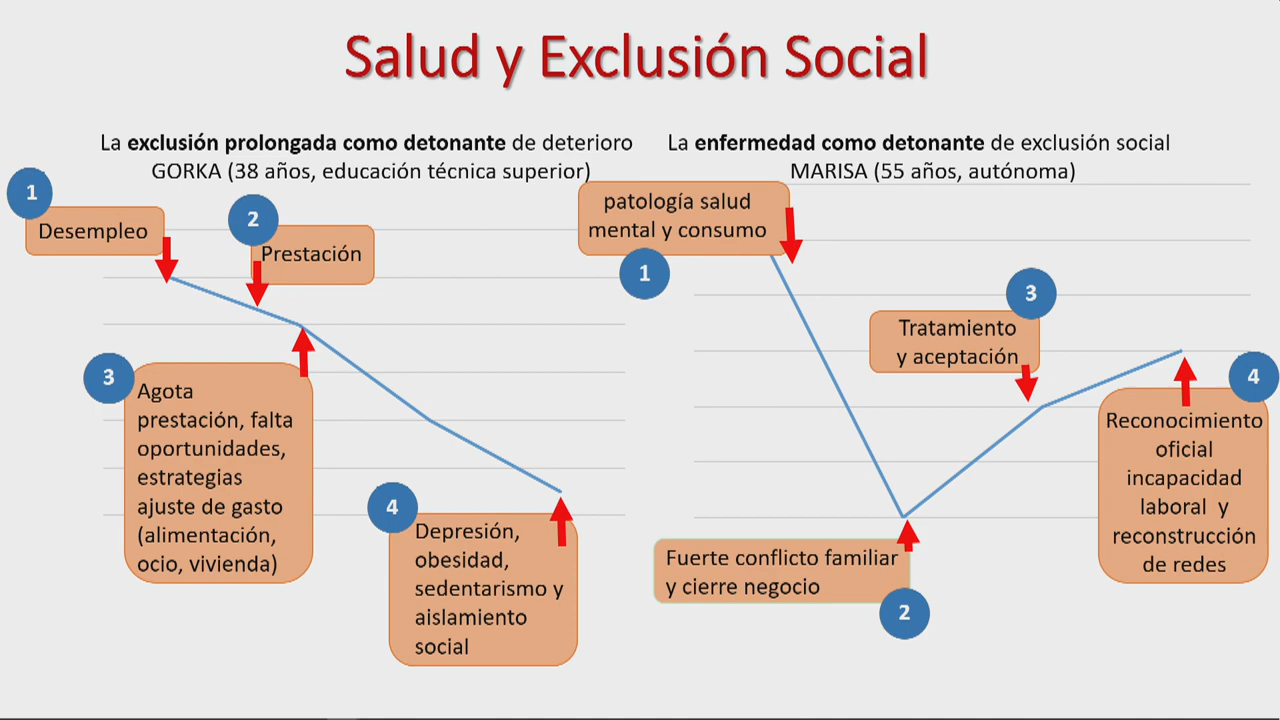 Salud y Exclusión Social
La exclusión prolongada como detonante de deterioro
GORKA (38 años, educación técnica superior)
1
Desempleo
2
Prestación
3
Agota
prestación, falta
oportunidades,
estrategias
ajuste de gasto
(alimentación,
ocio, vivienda)
4
Depresión,
obesidad,
sedentarismo y
aislamiento
social
La enfermedad como detonante de exclusión social
MARISA (55 años, autónoma)
patología salud
mental y consumo
1
Fuerte conflicto familiar
y cierre negocio
2
3
Tratamiento
y aceptación
4
Reconocimiento
oficial
incapacidad
laboral y
reconstrucción
de redes